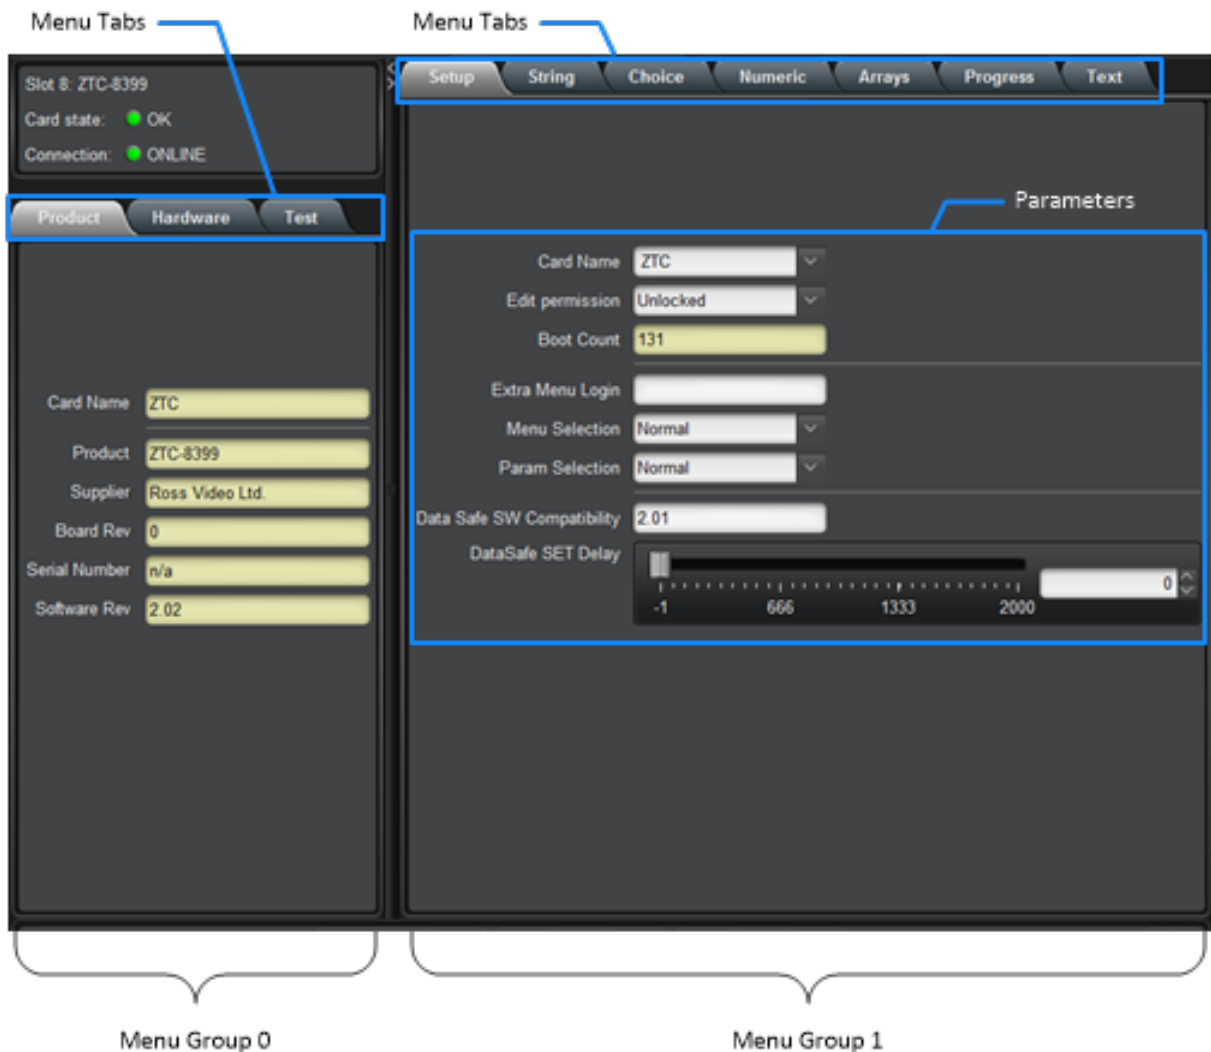 Menu Tabs
Menu Tabs
Slot 8: ZTC-8399
Card state: OK
Connection: ONLINE
Product Hardware Test
Card Name ZTC
Product ZTC-8399
Supplier Ross Video Ltd.
Board Rev 0
Serial Number n/a
Software Rev 2.02
Setup String Choice Numeric Arrays Progress Text
Parameters
Card Name ZTC
Edit permission Unlocked
Boot Count 131
Extra Menu Login
Menu Selection Normal
Param Selection Normal
Data Safe SW Compatibility 2.01
DataSafe SET Delay
0
-1 666 1333 2000
Menu Group 0
Menu Group 1